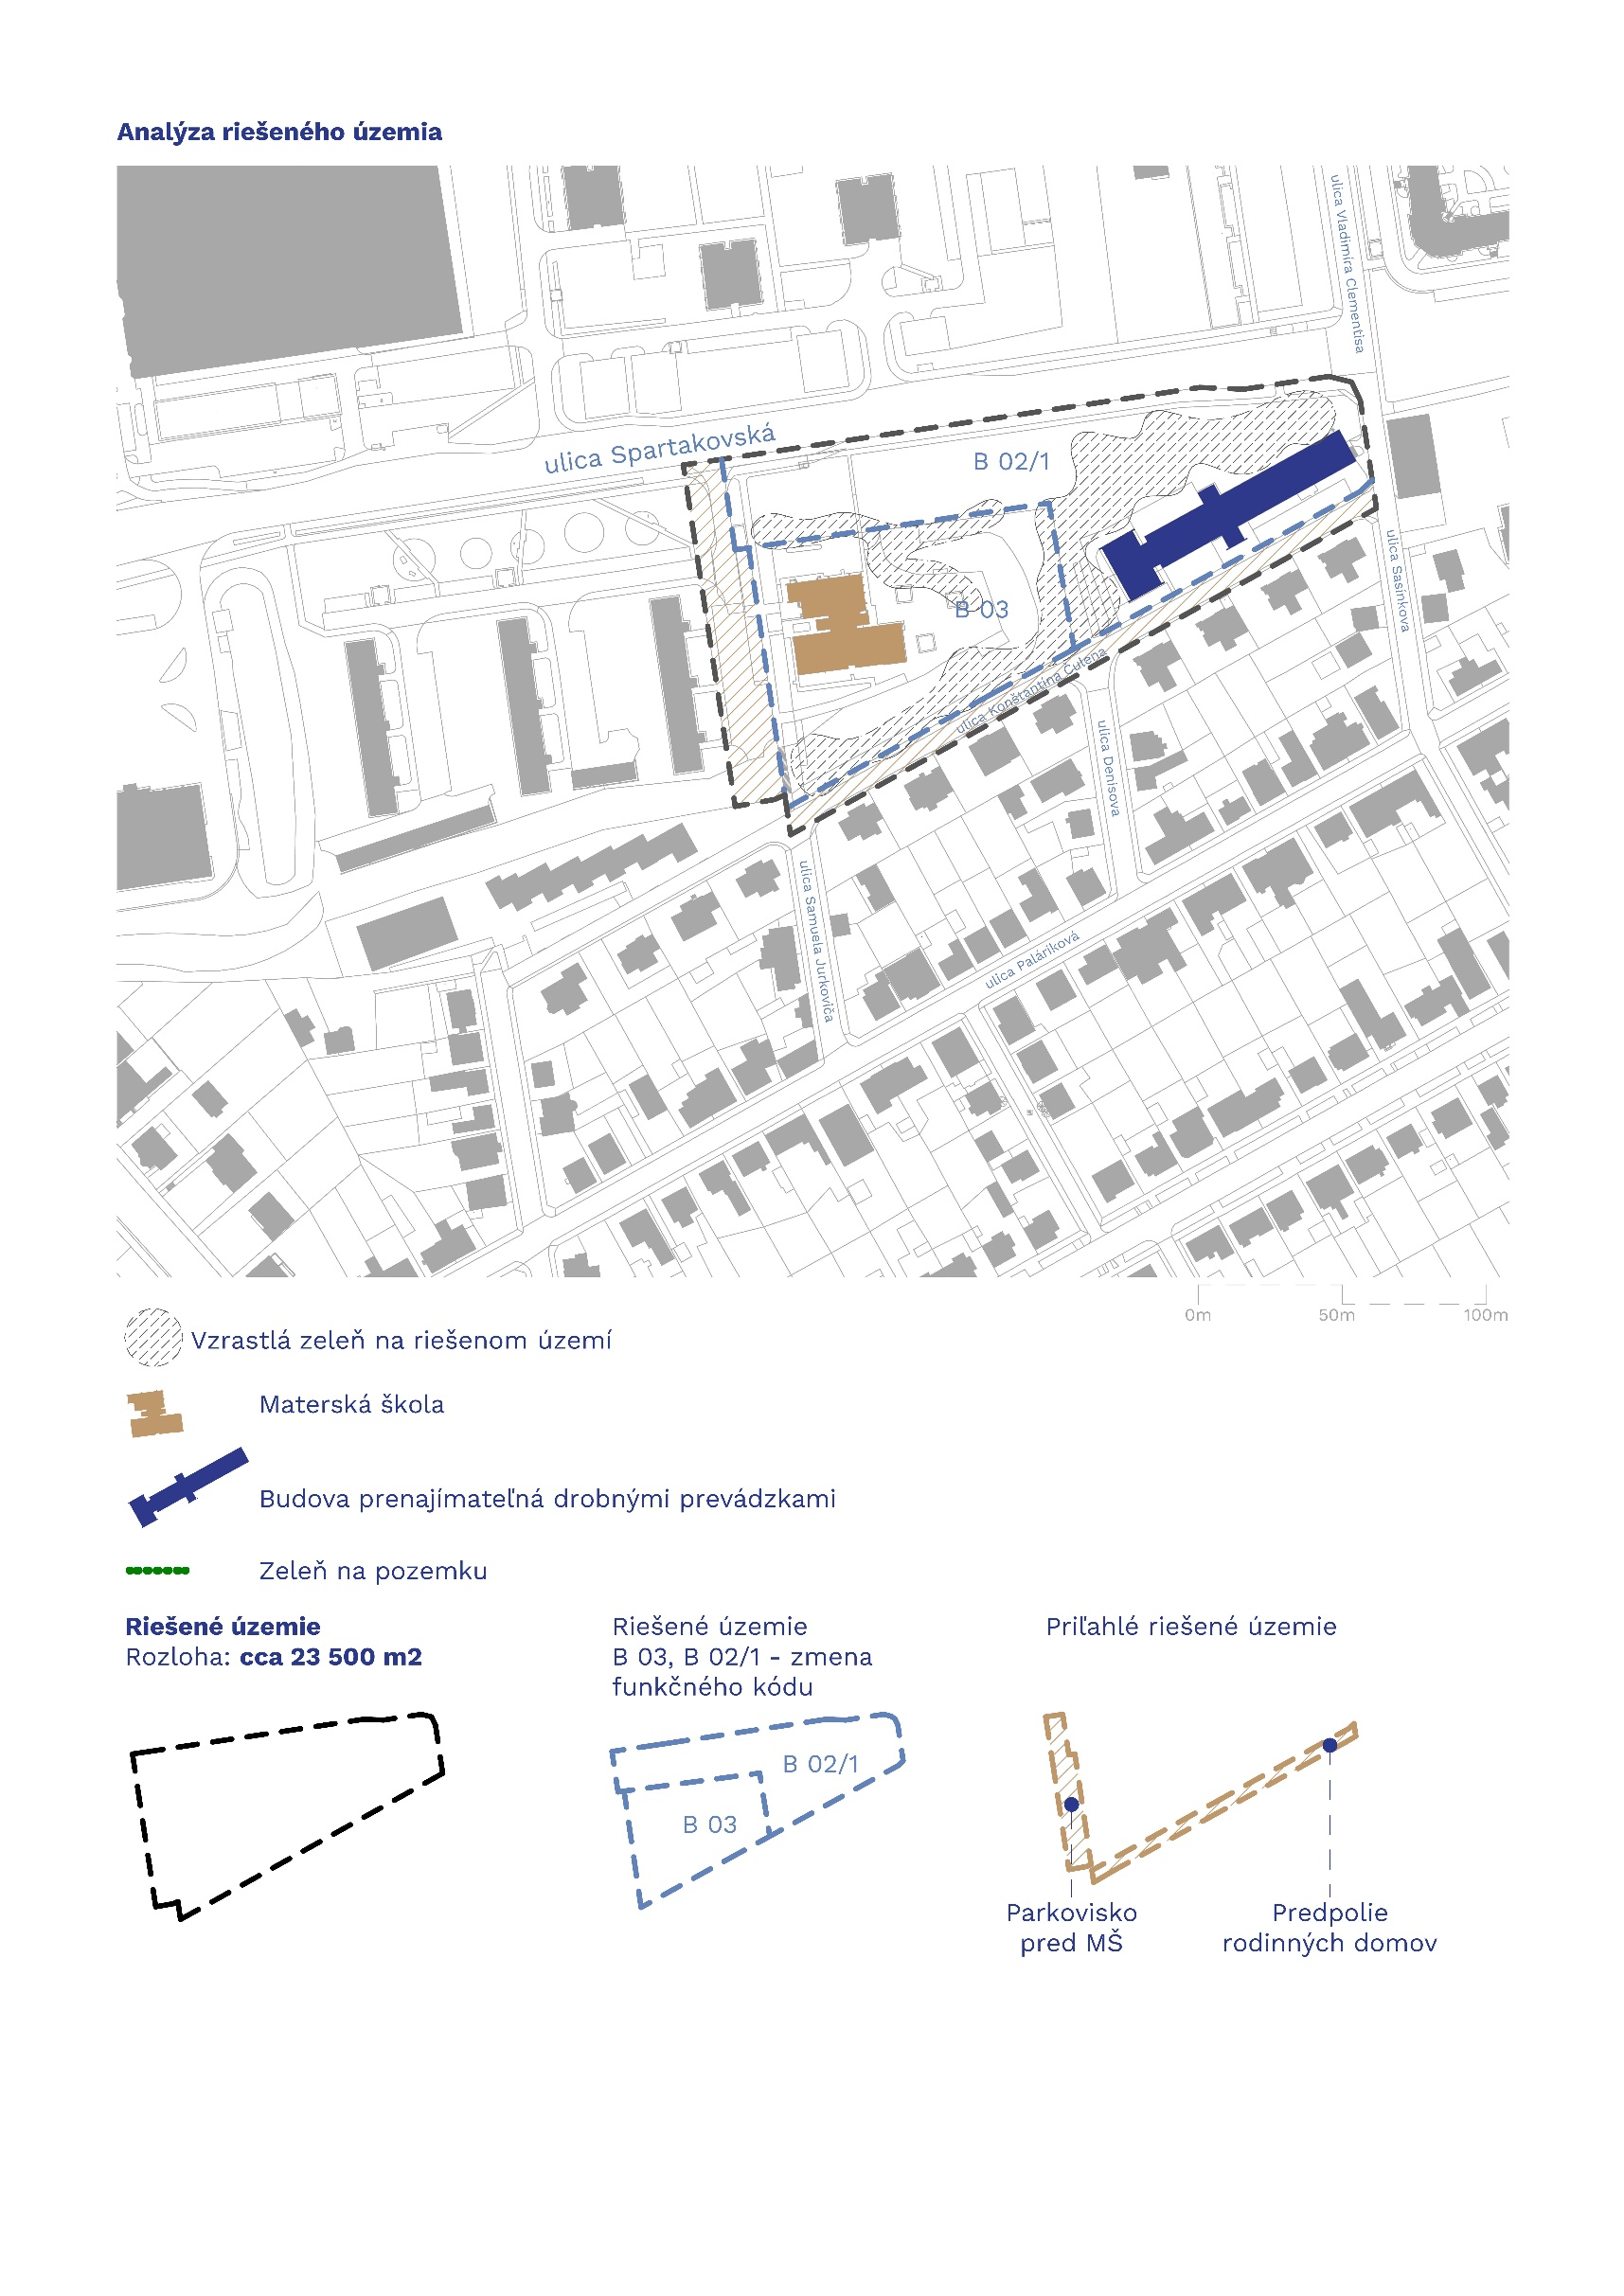 Analýza riešeného územia
ulica Vladimíra Clementisa
ulica Spartakovská
B 02/1
B 03
ulica Sasinkova
ulica Konštantína Čulena
ulica Denisova
ulica Samuela Jurkoviča
ulica Paláriková
0m 50m 100m
Vzrastlá zeleň na riešenom území
Materská škola
Budova prenajímateľná drobnými prevádzkami
Zeleň na pozemku
Riešené územie
Rozloha: cca 23 500 m2
Riešené územie
B 03, B 02/1 - zmena
funkčného kódu
B 02/1
B 03
Priľahlé riešené územie
Parkovisko
pred MŠ
Predpolie
rodinných domov